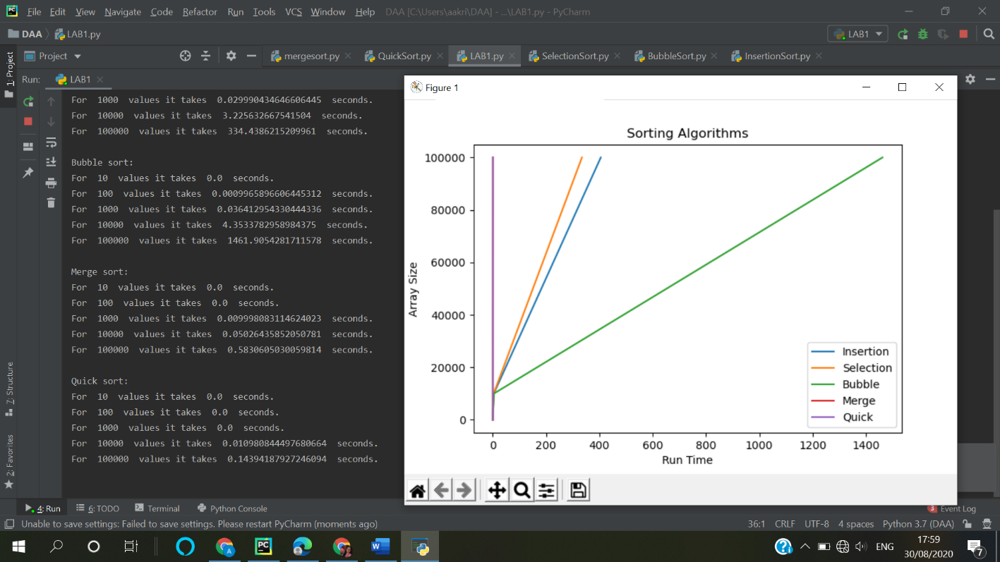 File Edit View Navigate Code Refactor Run Tools VCS Window Help DAA [C:\Users\aakri\DAA] - ...\LAB1.py - PyCharm
DAA LAB1.py LAB1
1: Project
Project mergesort.py QuickSort.py LAB1.py SelectionSort.py BubbleSort.py InsertionSort.py
Run: LAB1
For 1000 values it takes 0.029990434646606445 seconds.
For 10000 values it takes 3.225632667541504 seconds.
For 100000 values it takes 334.4386215209961 seconds.
Bubble sort:
For 10 values it takes 0.0 seconds.
For 100 values it takes 0.0009965896606445312 seconds.
For 1000 values it takes 0.036412954330444336 seconds.
For 10000 values it takes 4.3533782958984375 seconds.
For 100000 values it takes 1461.9054281711578 seconds.
Merge sort:
For 10 values it takes 0.0 seconds.
For 100 values it takes 0.0 seconds.
For 1000 values it takes 0.009998083114624023 seconds.
For 10000 values it takes 0.05026435852050781 seconds.
For 100000 values it takes 0.5830605030059814 seconds.
Quick sort:
For 10 values it takes 0.0 seconds.
For 100 values it takes 0.0 seconds.
For 1000 values it takes 0.0 seconds.
For 10000 values it takes 0.010980844497680664 seconds.
For 100000 values it takes 0.14394187927246094 seconds.
7: Structure
2: Favorites
Figure 1
Sorting Algorithms
100000
80000
60000
40000
20000
0
Array Size
Insertion
Selection
Bubble
Merge
Quick
0 200 400 600 800 1000 1200 1400
Run Time
4: Run 6: TODO Terminal Python Console 3 Event Log
Unable to save settings: Failed to save settings. Please restart PyCharm (moments ago) 36:1 CRLF UTF-8 4 spaces Python 3.7 (DAA)
ENG
17:59
30/08/2020
7